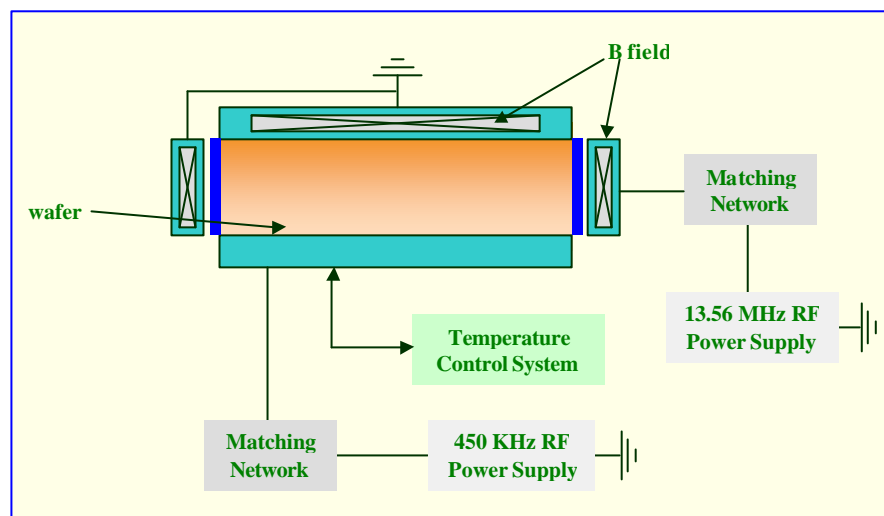 B field
wafer
Matching
Network
13.56 MHz RF
Power Supply
Temperature
Control System
Matching
Network
450 KHz RF
Power Supply